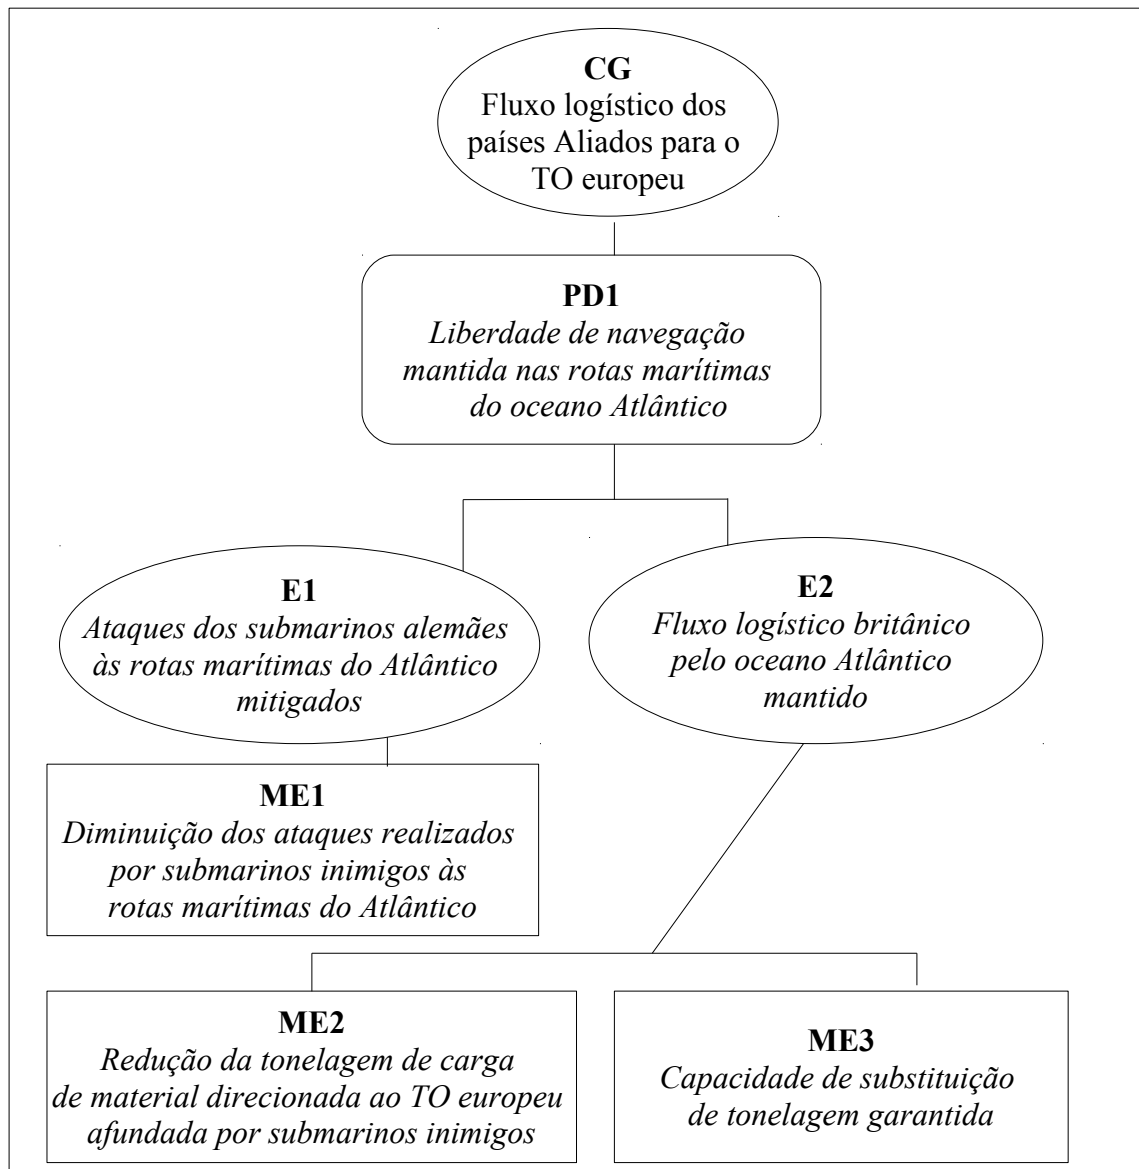 CG
Fluxo logístico dos
países Aliados para o
TO europeu
PD1
Liberdade de navegação
mantida nas rotas marítimas
do oceano Atlântico
E1
Ataques dos submarinos alemães
às rotas marítimas do Atlântico
mitigados
E2
Fluxo logístico britânico
pelo oceano Atlântico
mantido
ME1
Diminuição dos ataques realizados
por submarinos inimigos às
rotas marítimas do Atlântico
ME2
Redução da tonelagem de carga
de material direcionada ao TO europeu
afundada por submarinos inimigos
ME3
Capacidade de substituição
de tonelagem garantida